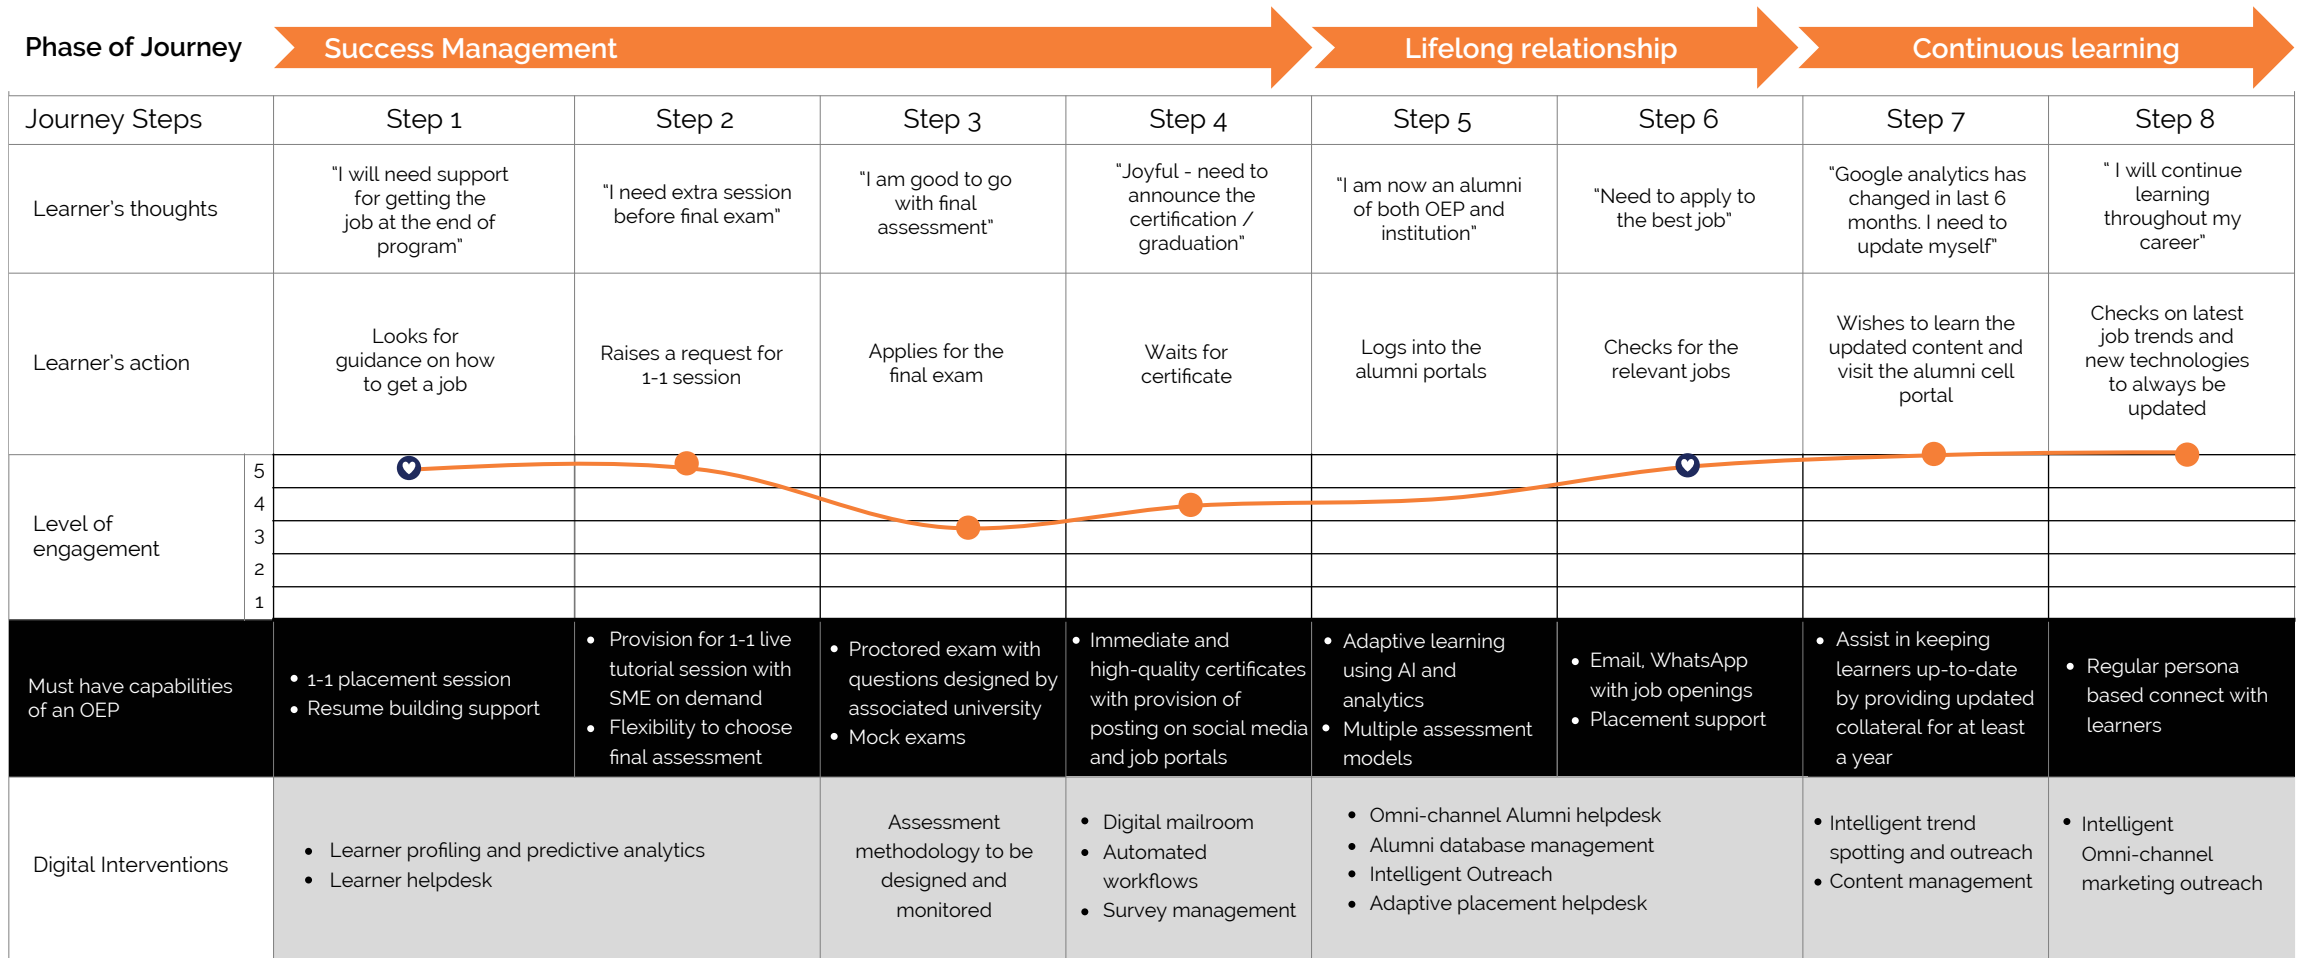 Phase of Journey
Success Management
Lifelong relationship
Continuous learning
Journey Steps
Step 1
Step 2
Step 3
Step 4
Step 5
Step 6
Step 7
Step 8
Learner's thoughts
"I will need support
for getting the
job at the end of
program"
"I need extra session
before final exam"
"I am good to go
with final
assessment"
"Joyful - need to
announce the
certification /
graduation"
"I am now an alumni
of both OEP and
institution"
"Need to apply to
the best job"
"Google analytics has
changed in last 6
months. I need to
update myself"
" I will continue
learning
throughout my
career"
Learner's action
Looks for
guidance on how
to get a job
Raises a request for
1-1 session
Applies for the
final exam
Waits for
certificate
Logs into the
alumni portals
Checks for the
relevant jobs
Wishes to learn the
updated content and
visit the alumni cell
portal
Checks on latest
job trends and
new technologies
to always be
updated
Level of
engagement
5
4
3
2
1
Must have capabilities
of an OEP
• 1-1 placement session
• Resume building support
• Provision for 1-1 live
tutorial session with
SME on demand
• Flexibility to choose
final assessment
• Proctored exam with
questions designed by
associated university
• Mock exams
• Immediate and
high-quality certificates
with provision of
posting on social media
and job portals
• Adaptive learning
using AI and
analytics
• Multiple assessment
models
• Email, WhatsApp
with job openings
• Placement support
• Assist in keeping
learners up-to-date
by providing updated
collateral for at least
a year
• Regular persona
based connect with
learners
Digital Interventions
• Learner profiling and predictive analytics
• Learner helpdesk
Assessment
methodology to be
designed and
monitored
• Digital mailroom
• Automated
workflows
• Survey management
• Omni-channel Alumni helpdesk
• Alumni database management
• Intelligent Outreach
• Adaptive placement helpdesk
• Intelligent trend
spotting and outreach
• Content management
• Intelligent
Omni-channel
marketing outreach